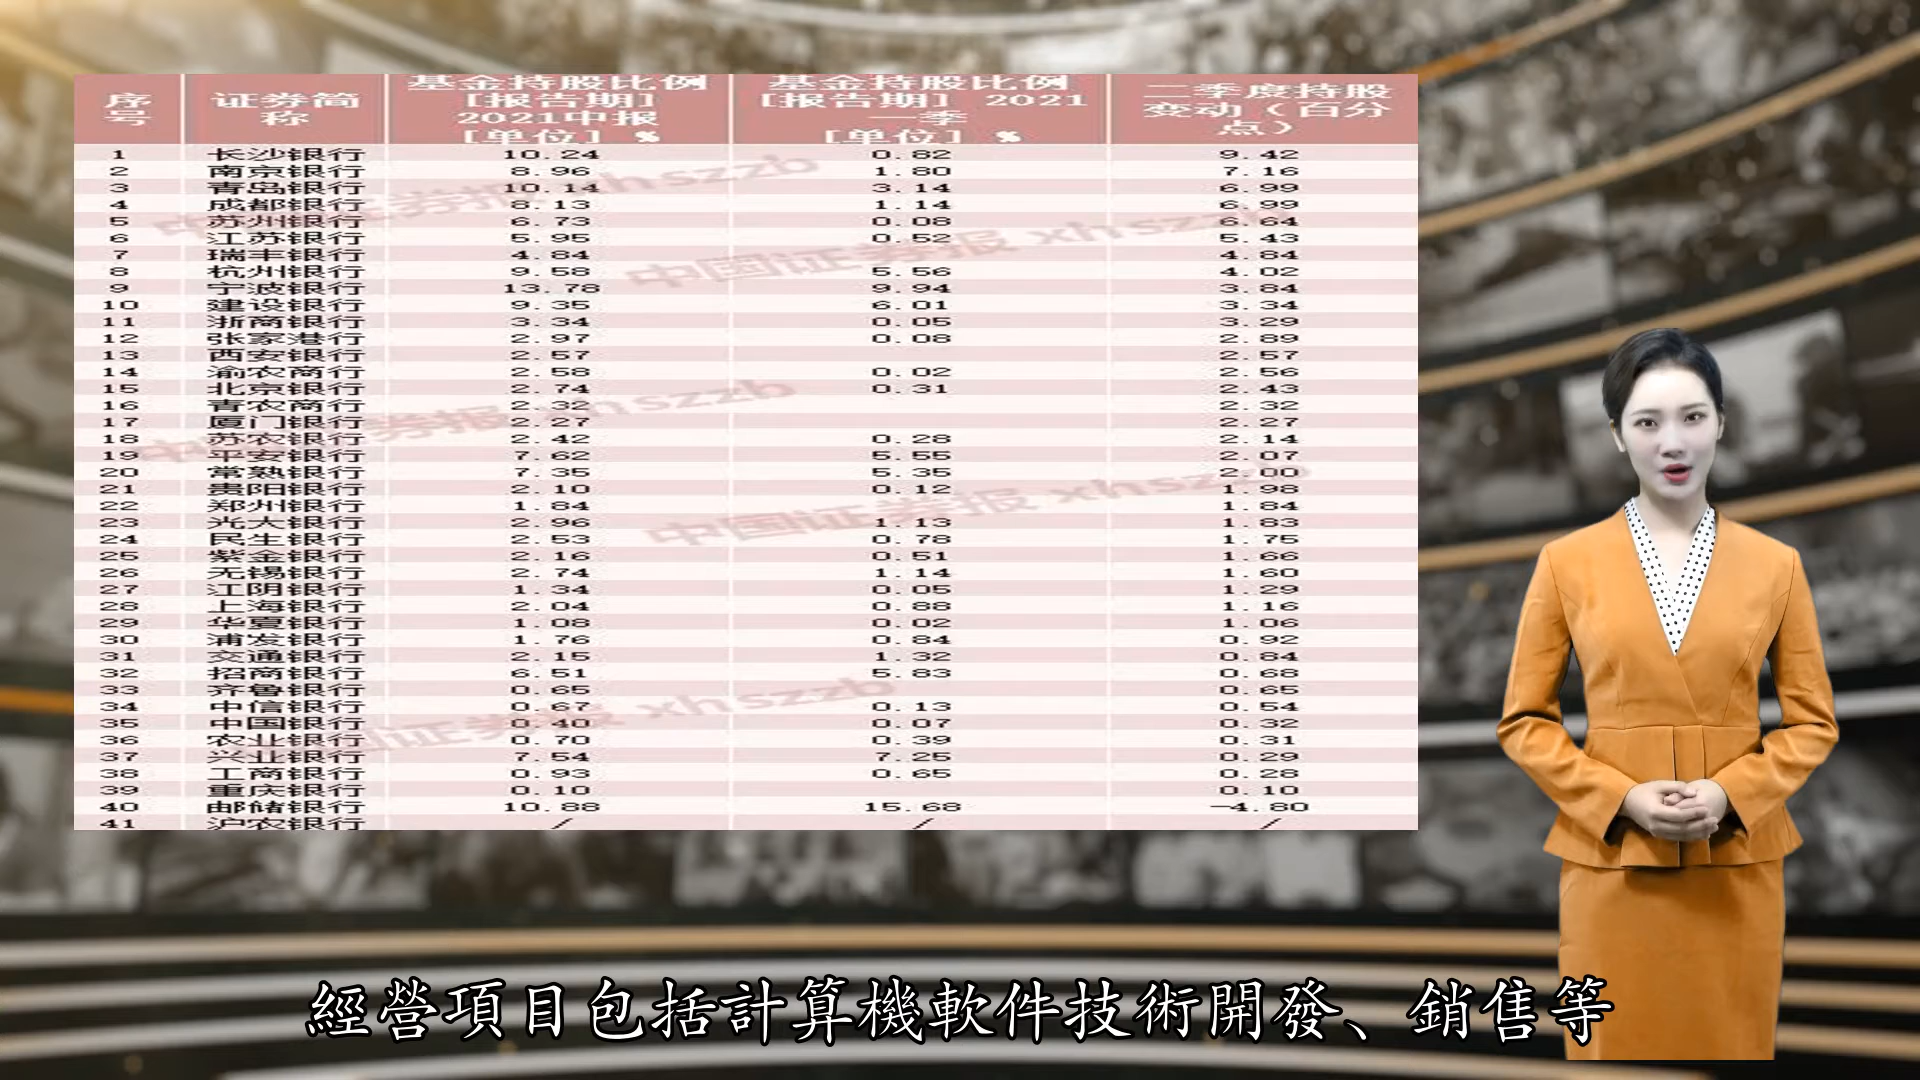 序号 证券简称 基金持股比例[报告期]2021中报[单位] % 基金持股比例[报告期] 2021一季[单位] % 二季度持股变动（百分点）
1 长沙银行 10.24 0.82 9.42
2 南京银行 8.96 1.80 7.16
3 青岛银行 10.14 3.14 6.99
4 成都银行 8.13 1.14 6.99
5 苏州银行 6.73 0.08 6.64
6 江苏银行 5.95 0.52 5.43
7 瑞丰银行 4.84 4.84
8 杭州银行 9.58 5.56 4.02
9 宁波银行 13.78 9.94 3.84
10 建设银行 9.35 6.01 3.34
11 浙商银行 3.34 0.05 3.29
12 张家港行 2.97 0.08 2.89
13 西安银行 2.57 2.57
14 渝农商行 2.58 0.02 2.56
15 北京银行 2.74 0.31 2.43
16 青农商行 2.32 2.32
17 厦门银行 2.27 2.27
18 苏农银行 2.42 0.28 2.14
19 平安银行 7.62 5.55 2.07
20 常熟银行 7.35 5.35 2.00
21 贵阳银行 2.10 0.12 1.98
22 郑州银行 1.84 1.84
23 光大银行 2.96 1.13 1.83
24 民生银行 2.53 0.78 1.75
25 紫金银行 2.16 0.51 1.66
26 无锡银行 2.74 1.14 1.60
27 江阴银行 1.34 0.05 1.29
28 上海银行 2.04 0.88 1.16
29 华夏银行 1.08 0.02 1.06
30 浦发银行 1.76 0.84 0.92
31 交通银行 2.15 1.32 0.84
32 招商银行 6.51 5.83 0.68
33 齐鲁银行 0.65 0.65
34 中信银行 0.67 0.13 0.54
35 中国银行 0.40 0.07 0.32
36 农业银行 0.70 0.39 0.31
37 兴业银行 7.54 7.25 0.29
38 工商银行 0.93 0.65 0.28
39 重庆银行 0.10 0.10
40 邮储银行 10.88 15.68 -4.80
41 沪农银行 / / /
中国证券报 xhszzb
經營項目包括計算機軟件技術開發、銷售等